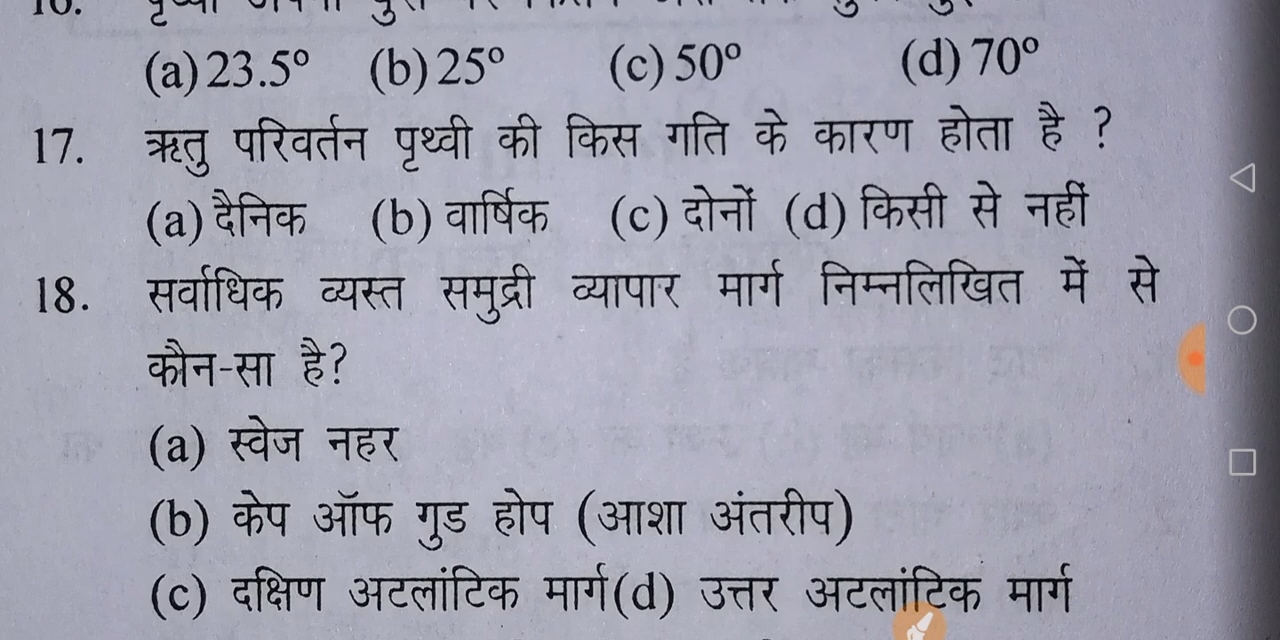 (a) 23.5° (b) 25° (c) 50° (d) 70°
17. ऋतु परिवर्तन पृथ्वी की किस गति के कारण होता है ?
(a) दैनिक (b) वार्षिक (c) दोनों (d) किसी से नहीं
18. सर्वाधिक व्यस्त समुद्री व्यापार मार्ग निम्नलिखित में से
कौन-सा है?
(a) स्वेज नहर
(b) केप ऑफ गुड होप (आशा अंतरीप)
(c) दक्षिण अटलांटिक मार्ग(d) उत्तर अटलांटिक मार्ग